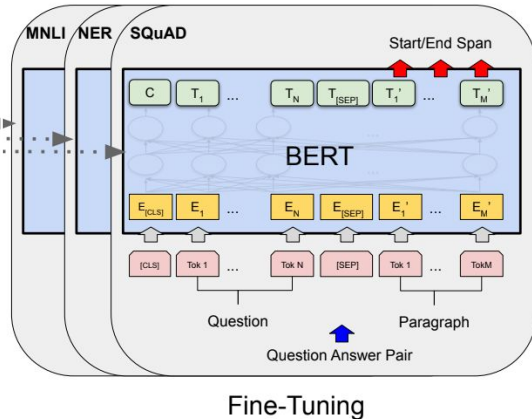 MNLI NER SQuAD
Start/End Span
C T1 ... TN T[SEP] T1' ... TM'
BERT
E[CLS] E1 ... EN E[SEP] E1' ... EM'
[CLS] Tok 1 ... Tok N [SEP] Tok 1 ... TokM
Question Paragraph
Question Answer Pair
Fine-Tuning